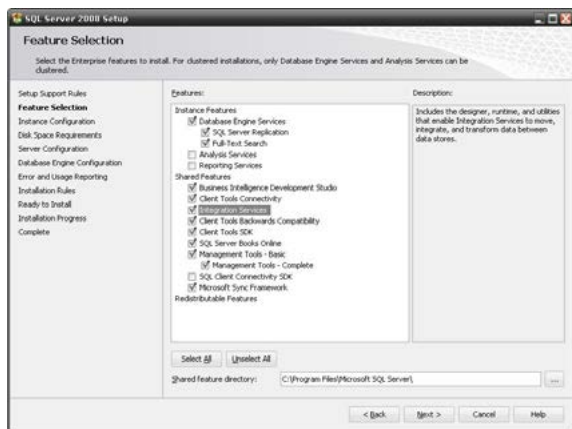 SQL Server 2008 Setup
Feature Selection
Select the Enterprise features to install. For clustered installations, only Database Engine Services and Analysis Services can be
clustered.
Setup Support Rules
Feature Selection
Instance Configuration
Disk Space Requirements
Server Configuration
Database Engine Configuration
Error and Usage Reporting
Installation Rules
Ready to Install
Installation Progress
Complete
Features:
Instance Features
Database Engine Services
SQL Server Replication
Full-Text Search
Analysis Services
Reporting Services
Shared Features
Business Intelligence Development Studio
Client Tools Connectivity
Integration Services
Client Tools Backwards Compatibility
Client Tools SDK
SQL Server Books Online
Management Tools - Basic
Management Tools - Complete
SQL Client Connectivity SDK
Microsoft Sync Framework
Redistributable Features
Description:
Includes the designer, runtime, and utilities
that enable Integration Services to move,
integrate, and transform data between
data stores.
Select All
Unselect All
Shared feature directory:
C:\Program Files\Microsoft SQL Server\
...
< Back
Next >
Cancel
Help